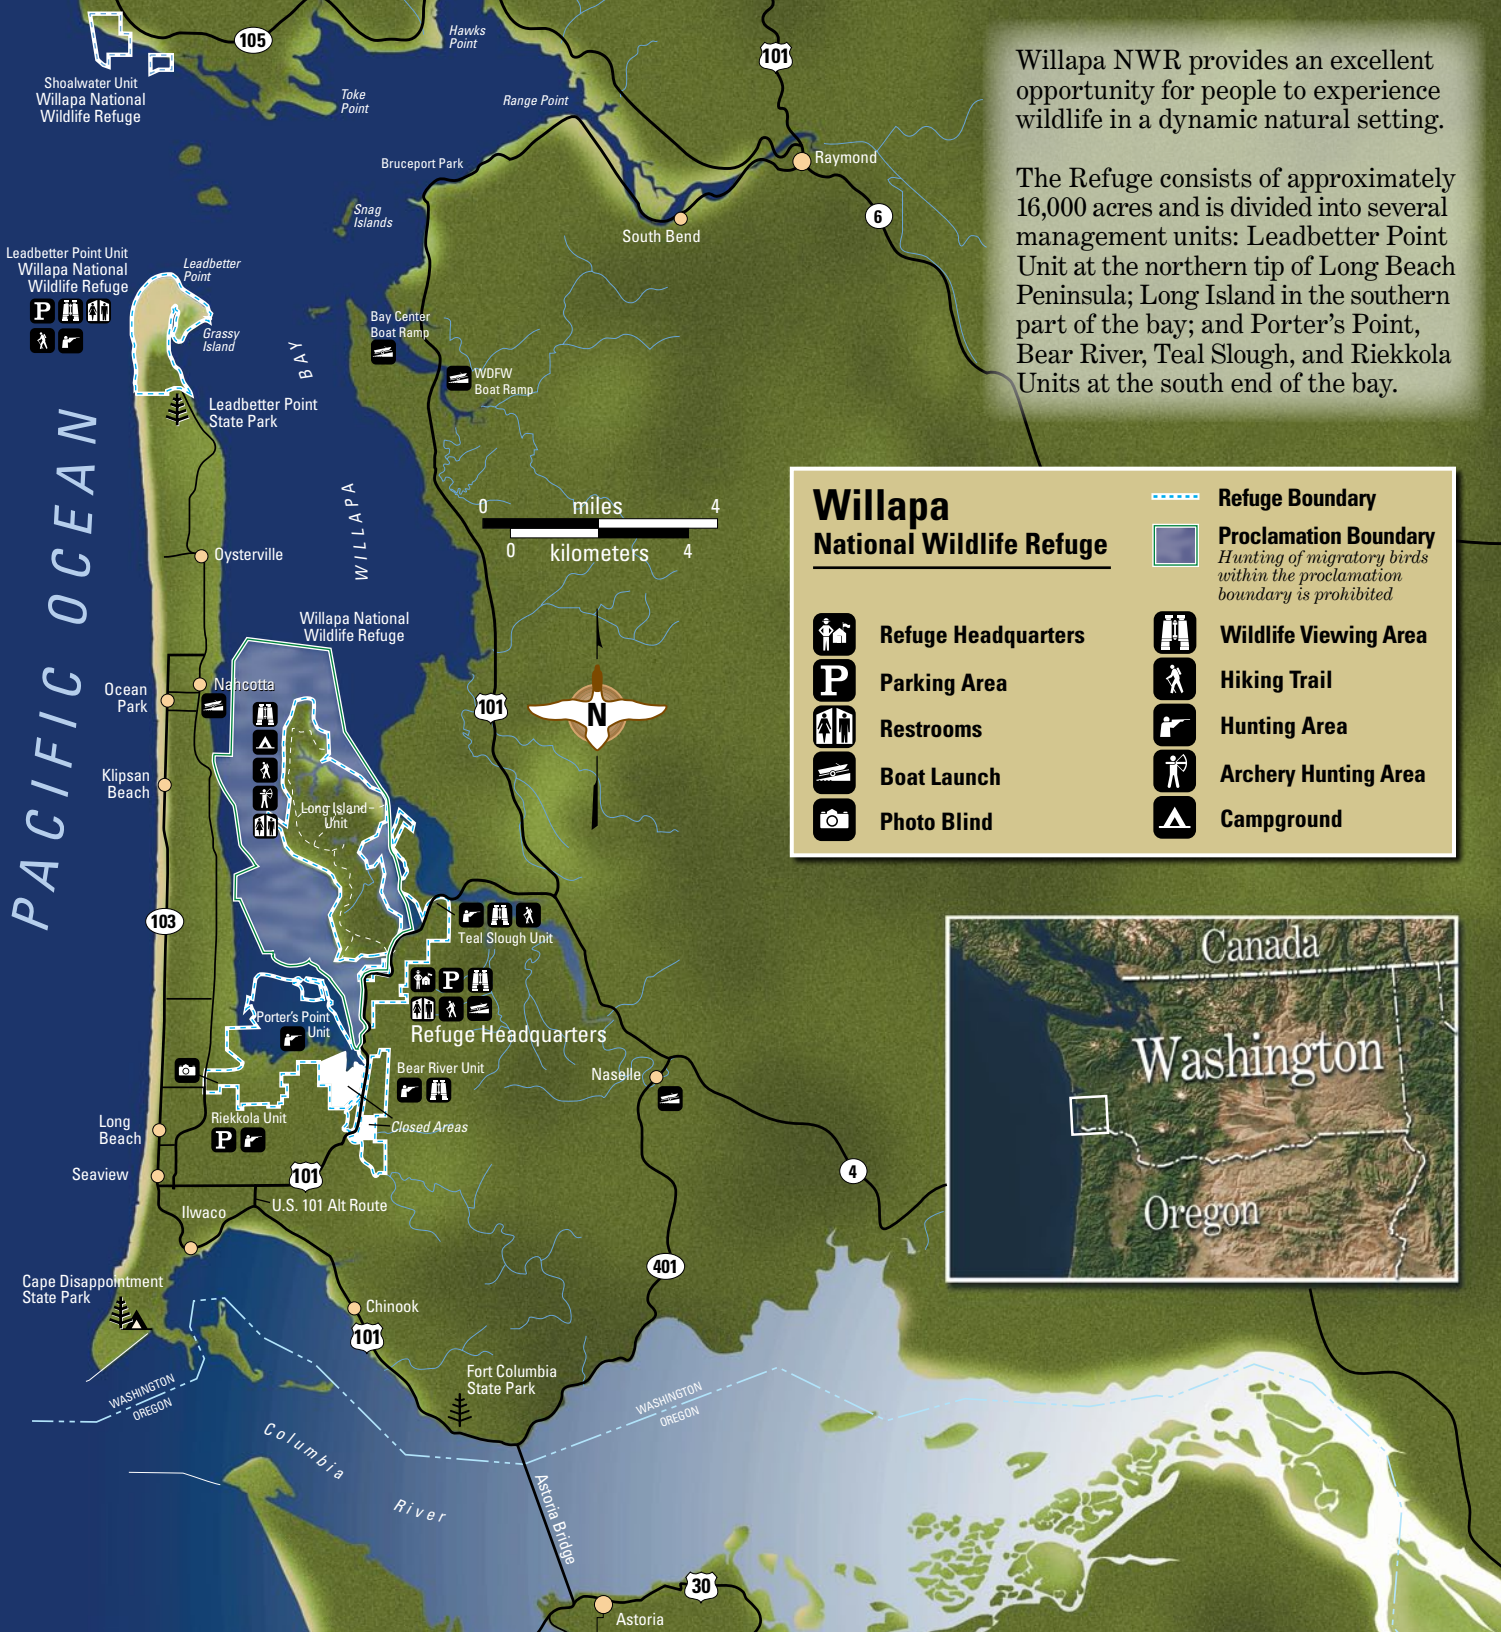 105
Hawks
Point
101
Shoalwater Unit
Willapa National
Wildlife Refuge
Toke
Point
Range Point
Bruceport Park
Raymond
Snag
Islands
South Bend
6
Willapa NWR provides an excellent
opportunity for people to experience
wildlife in a dynamic natural setting.
The Refuge consists of approximately
16,000 acres and is divided into several
management units: Leadbetter Point
Unit at the northern tip of Long Beach
Peninsula; Long Island in the southern
part of the bay; and Porter's Point,
Bear River, Teal Slough, and Riekkola
Units at the south end of the bay.
Leadbetter Point Unit
Willapa National
Wildlife Refuge
P
Leadbetter
Point
Grassy
Island
Bay Center
Boat Ramp
WDFW
Boat Ramp
WILLAPA BAY
Leadbetter Point
State Park
PACIFIC OCEAN
0 miles 4
0 kilometers 4
Oysterville
Willapa
National Wildlife Refuge
Refuge Boundary
Proclamation Boundary
Hunting of migratory birds
within the proclamation
boundary is prohibited
Refuge Headquarters
P
Parking Area
Restrooms
Boat Launch
Photo Blind
Wildlife Viewing Area
Hiking Trail
Hunting Area
Archery Hunting Area
Campground
Willapa National
Wildlife Refuge
Ocean
Park
Nahcotta
101
N
Klipsan
Beach
Long Island
Unit
103
Teal Slough Unit
P
Refuge Headquarters
Porter's Point
Unit
Bear River Unit
Naselle
Riekkola Unit
P
Closed Areas
Long
Beach
Seaview
101
U.S. 101 Alt Route
Ilwaco
4
401
Cape Disappointment
State Park
Chinook
101
Fort Columbia
State Park
WASHINGTON
OREGON
WASHINGTON
OREGON
Columbia
River
Astoria Bridge
30
Astoria
Canada
Washington
Oregon